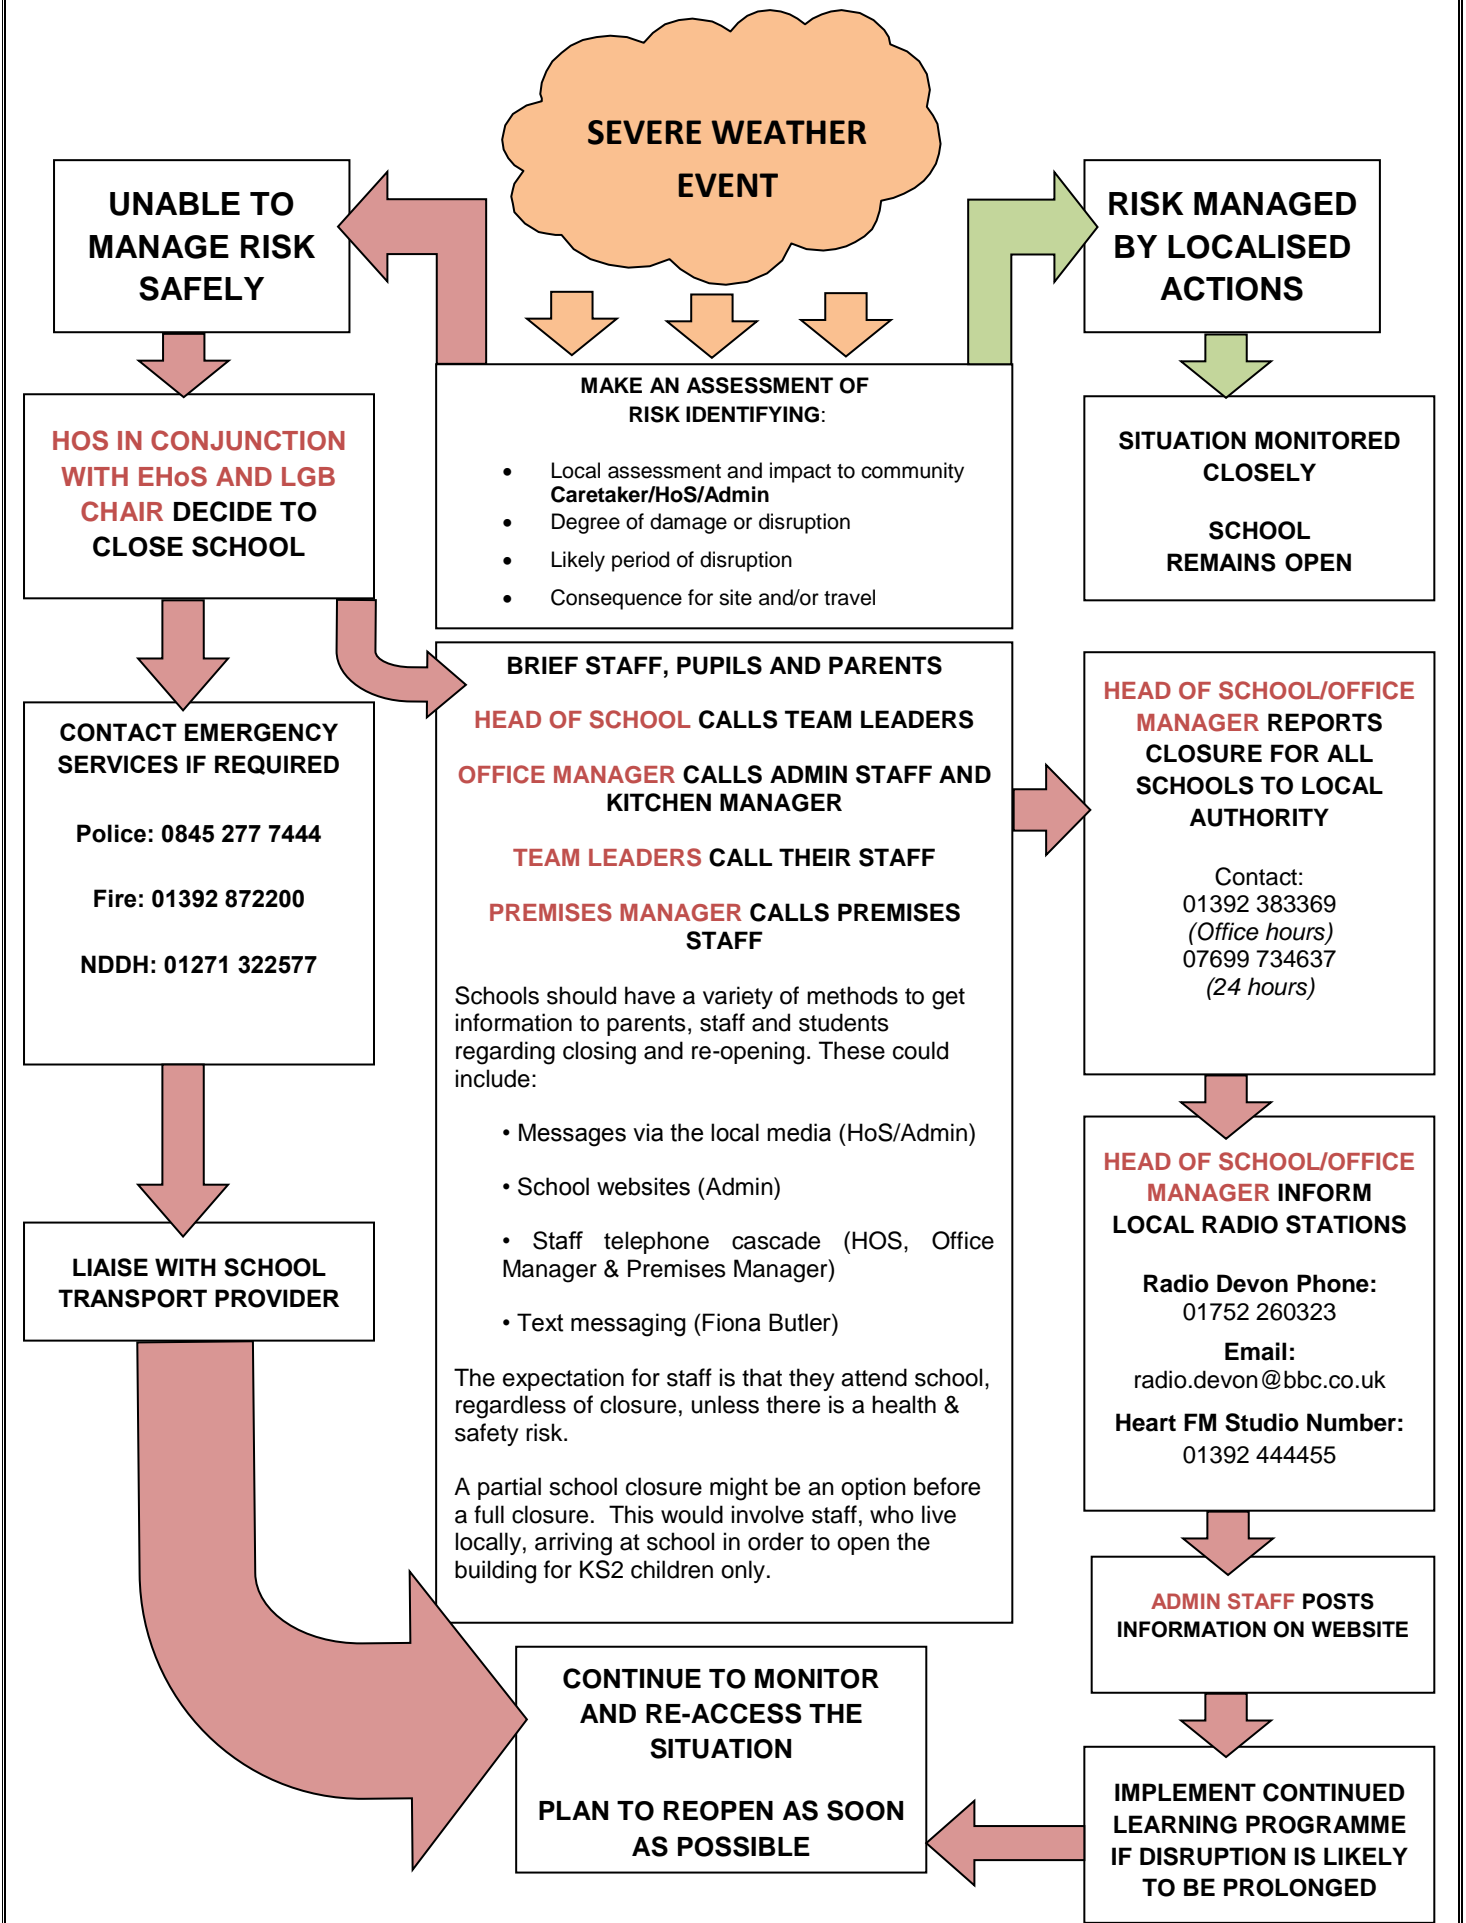 SEVERE WEATHER
EVENT
UNABLE TO
MANAGE RISK
SAFELY
RISK MANAGED
BY LOCALISED
ACTIONS
MAKE AN ASSESSMENT OF
RISK IDENTIFYING:
• Local assessment and impact to community
Caretaker/HoS/Admin
• Degree of damage or disruption
• Likely period of disruption
• Consequence for site and/or travel
HOS IN CONJUNCTION
WITH EHoS AND LGB
CHAIR DECIDE TO
CLOSE SCHOOL
SITUATION MONITORED
CLOSELY
SCHOOL
REMAINS OPEN
CONTACT EMERGENCY
SERVICES IF REQUIRED
Police: 0845 277 7444
Fire: 01392 872200
NDDH: 01271 322577
LIAISE WITH SCHOOL
TRANSPORT PROVIDER
BRIEF STAFF, PUPILS AND PARENTS
HEAD OF SCHOOL CALLS TEAM LEADERS
OFFICE MANAGER CALLS ADMIN STAFF AND
KITCHEN MANAGER
TEAM LEADERS CALL THEIR STAFF
PREMISES MANAGER CALLS PREMISES
STAFF
Schools should have a variety of methods to get
information to parents, staff and students
regarding closing and re-opening. These could
include:
• Messages via the local media (HoS/Admin)
• School websites (Admin)
• Staff telephone cascade (HOS, Office
Manager & Premises Manager)
• Text messaging (Fiona Butler)
The expectation for staff is that they attend school,
regardless of closure, unless there is a health &
safety risk.
A partial school closure might be an option before
a full closure. This would involve staff, who live
locally, arriving at school in order to open the
building for KS2 children only.
HEAD OF SCHOOL/OFFICE
MANAGER REPORTS
CLOSURE FOR ALL
SCHOOLS TO LOCAL
AUTHORITY
Contact:
01392 383369
(Office hours)
07699 734637
(24 hours)
HEAD OF SCHOOL/OFFICE
MANAGER INFORM
LOCAL RADIO STATIONS
Radio Devon Phone:
01752 260323
Email:
radio.devon@bbc.co.uk
Heart FM Studio Number:
01392 444455
ADMIN STAFF POSTS
INFORMATION ON WEBSITE
IMPLEMENT CONTINUED
LEARNING PROGRAMME
IF DISRUPTION IS LIKELY
TO BE PROLONGED
CONTINUE TO MONITOR
AND RE-ACCESS THE
SITUATION
PLAN TO REOPEN AS SOON
AS POSSIBLE